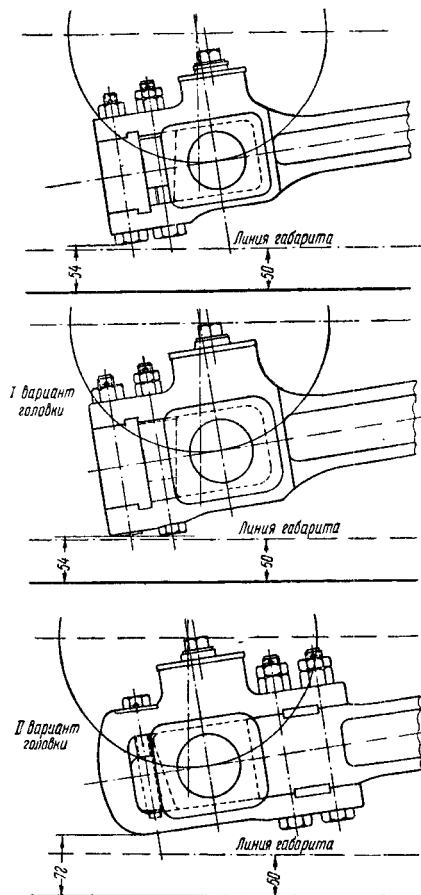 Линия габарита
54
50
I вариант
головки
Линия габарита
54
50
II вариант
головки
Линия габарита
72
50